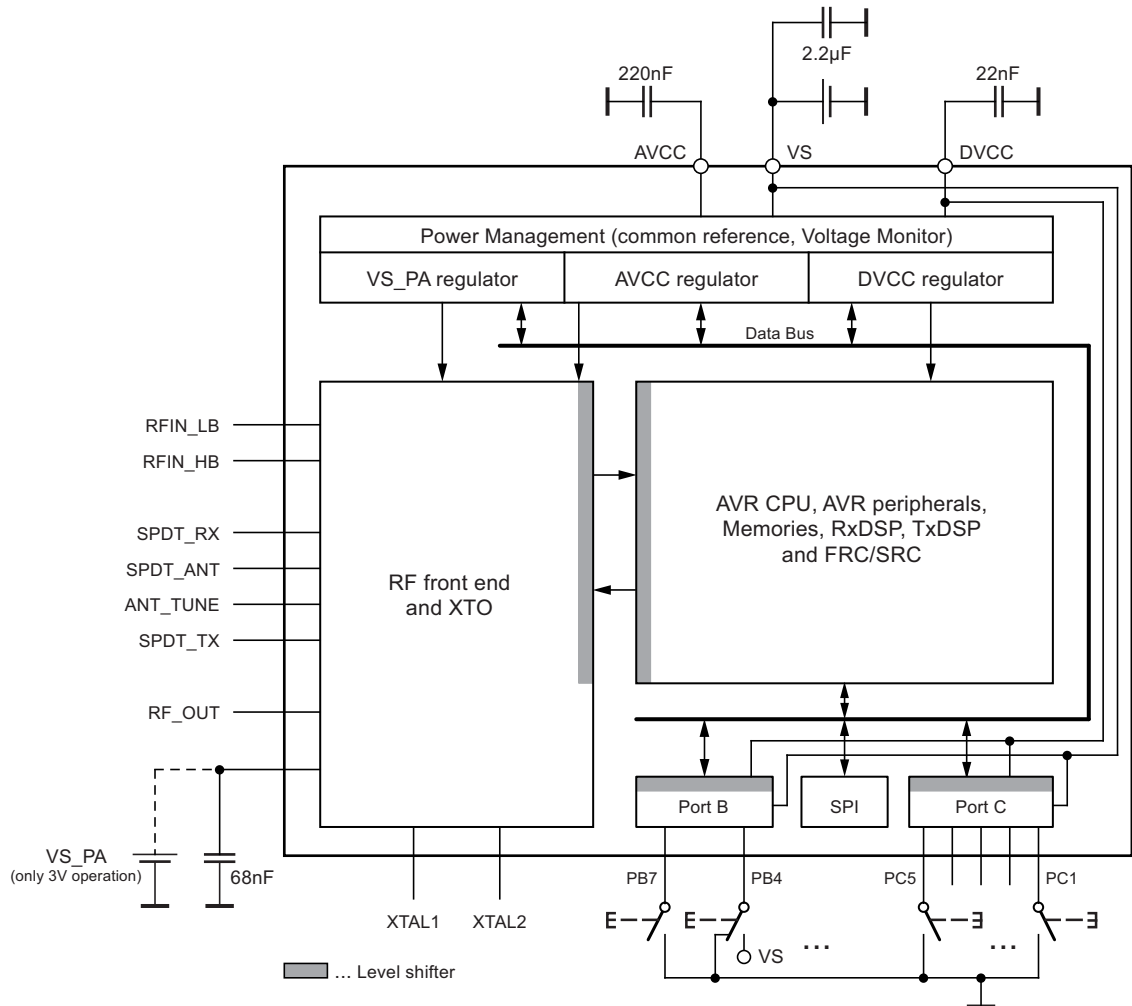 2.2µF
220nF
22nF
AVCC
VS
DVCC
Power Management (common reference, Voltage Monitor)
VS_PA regulator
AVCC regulator
DVCC regulator
Data Bus
RFIN_LB
RFIN_HB
SPDT_RX
SPDT_ANT
ANT_TUNE
SPDT_TX
RF_OUT
RF front end
and XTO
AVR CPU, AVR peripherals,
Memories, RxDSP, TxDSP
and FRC/SRC
Port B
SPI
Port C
VS_PA
(only 3V operation)
68nF
XTAL1
XTAL2
PB7
PB4
PC5
PC1
VS
...
...
... Level shifter